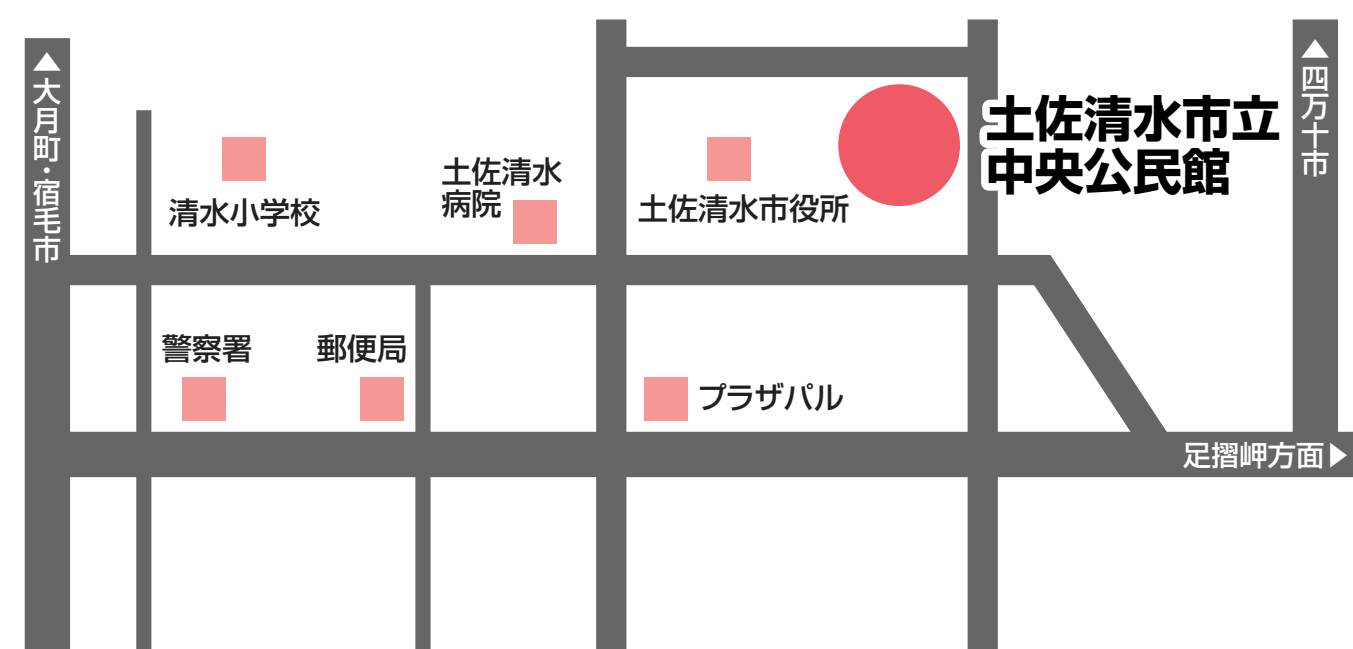 ▲大月町・宿毛市
清水小学校
土佐清水
病院
土佐清水市役所
土佐清水市立
中央公民館
▲四万十市
警察署
郵便局
プラザパル
足摺岬方面▶